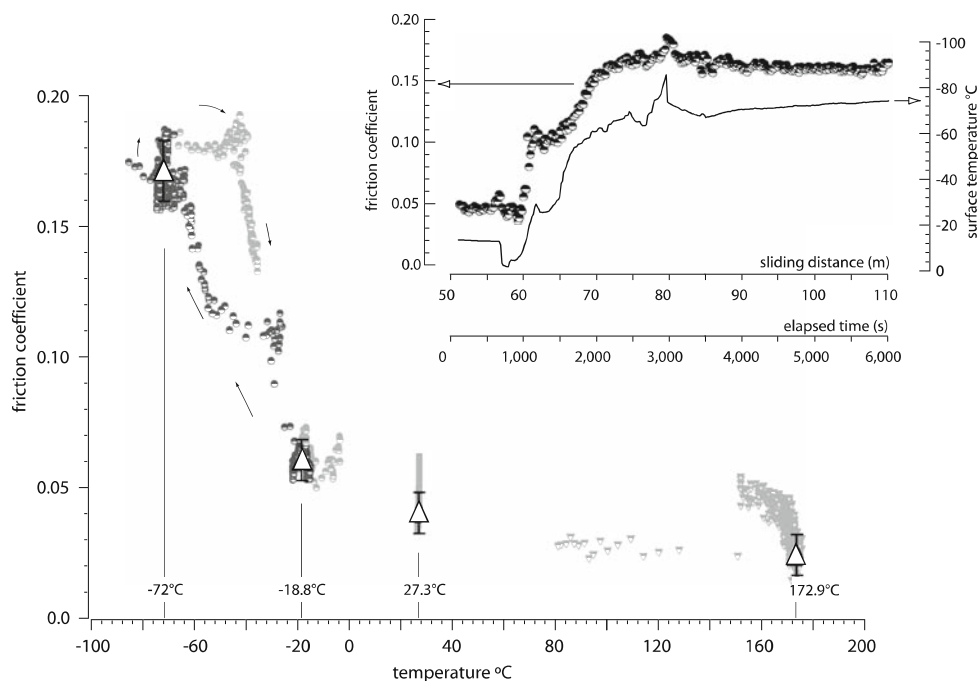 0.20
0.15
0.10
0.05
0.0
friction coefficient
-100
-80
-60
-40
-20
0
surface temperature °C
sliding distance (m)
50 60 70 80 90 100 110
elapsed time (s)
0 1,000 2,000 3,000 4,000 5,000 6,000
0.20
0.15
0.10
0.05
0.0
friction coefficient
-72°C -18.8°C 27.3°C 172.9°C
-100 -60 -20 0 40 80 120 160 200
temperature ºC